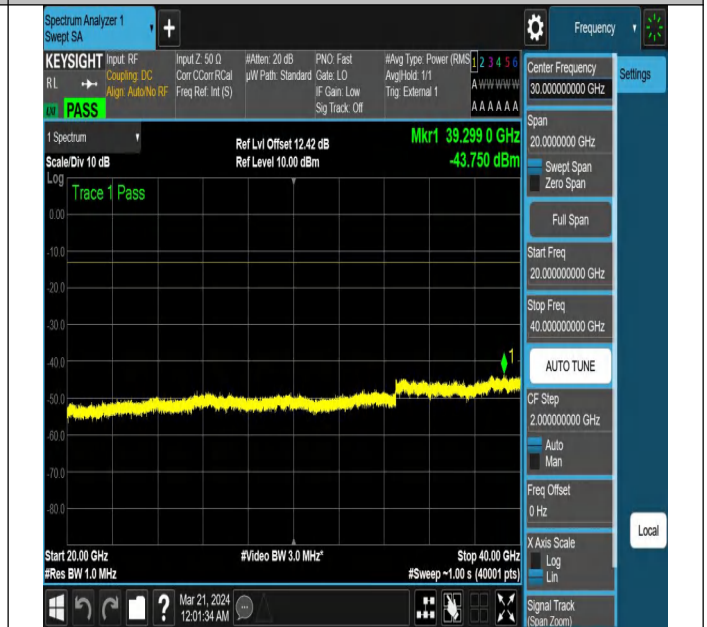 Spectrum Analyzer 1
Swept SA
Frequency
KEYSIGHT
RL
PASS
Input: RF
Coupling: DC
Align: Auto/No RF
Input Z: 50 Ω
Corr CCorr RCal
Freq Ref: Int (S)
#Atten: 20 dB
µW Path: Standard
PNO: Fast
Gate: LO
IF Gain: Low
Sig Track: Off
#Avg Type: Power (RMS
Avg|Hold: 1/1
Trig: External 1
1 2 3 4 5 6
A W W W W W
A A A A A A
1 Spectrum
Scale/Div 10 dB
Ref Lvl Offset 12.42 dB
Ref Level 10.00 dBm
Mkr1 39.299 0 GHz
-43.750 dBm
Log
Trace 1 Pass
0.00
-10.0
-20.0
-30.0
-40.0
-50.0
-60.0
-70.0
-80.0
1
Start 20.00 GHz
#Res BW 1.0 MHz
#Video BW 3.0 MHz*
Stop 40.00 GHz
#Sweep ~1.00 s (40001 pts)
Mar 21, 2024
12:01:34 AM
Settings
Center Frequency
30.000000000 GHz
Span
20.0000000 GHz
Swept Span
Zero Span
Full Span
Start Freq
20.000000000 GHz
Stop Freq
40.000000000 GHz
AUTO TUNE
CF Step
2.000000000 GHz
Auto
Man
Freq Offset
0 Hz
X Axis Scale
Log
Lin
Signal Track
(Span Zoom)
Local